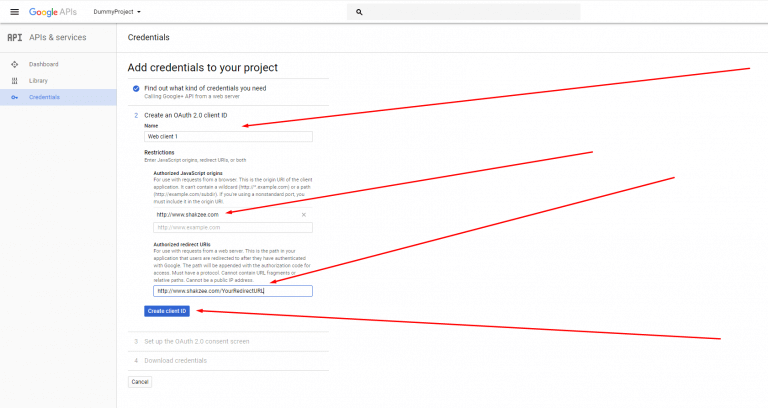 Google APIs
DummyProject
API APIs & services
Credentials
Dashboard
Library
Credentials
Add credentials to your project
Find out what kind of credentials you need
Calling Google+ API from a web server
2 Create an OAuth 2.0 client ID
Name
Web client 1
Restrictions
Enter JavaScript origins, redirect URIs, or both
Authorized JavaScript origins
For use with requests from a browser. This is the origin URI of the client
application. It can't contain a wildcard (http://*.example.com) or a path
(http://example.com/subdir). If you're using a nonstandard port, you
must include it in the origin URI.
http://www.shakzee.com
http://www.example.com
Authorized redirect URIs
For use with requests from a web server. This is the path in your
application that users are redirected to after they have authenticated
with Google. The path will be appended with the authorization code for
access. Must have a protocol. Cannot contain URL fragments or
relative paths. Cannot be a public IP address.
http://www.shakzee.com/YourRedirectURL
Create client ID
3 Set up the OAuth 2.0 consent screen
4 Download credentials
Cancel